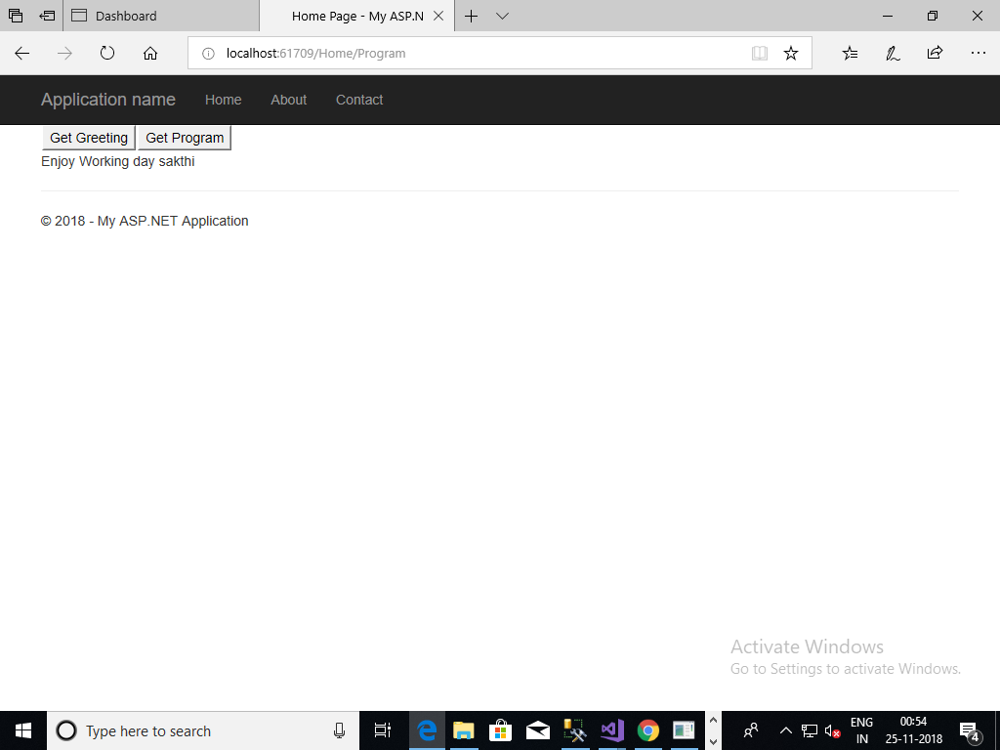 Dashboard
Home Page - My ASP.N
localhost:61709/Home/Program
Application name Home About Contact
Get Greeting Get Program
Enjoy Working day sakthi
© 2018 - My ASP.NET Application
Activate Windows
Go to Settings to activate Windows.
Type here to search
ENG
IN
00:54
25-11-2018
4